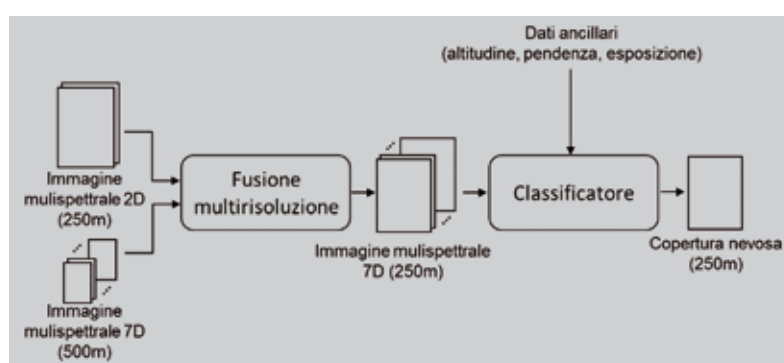 Dati ancillari
(altitudine, pendenza, esposizione)
Immagine
mulispettrale 2D
(250m)
Fusione
multirisoluzione
Classificatore
Immagine mulispettrale
7D (250m)
Copertura nevosa
(250m)
Immagine
mulispettrale 7D
(500m)